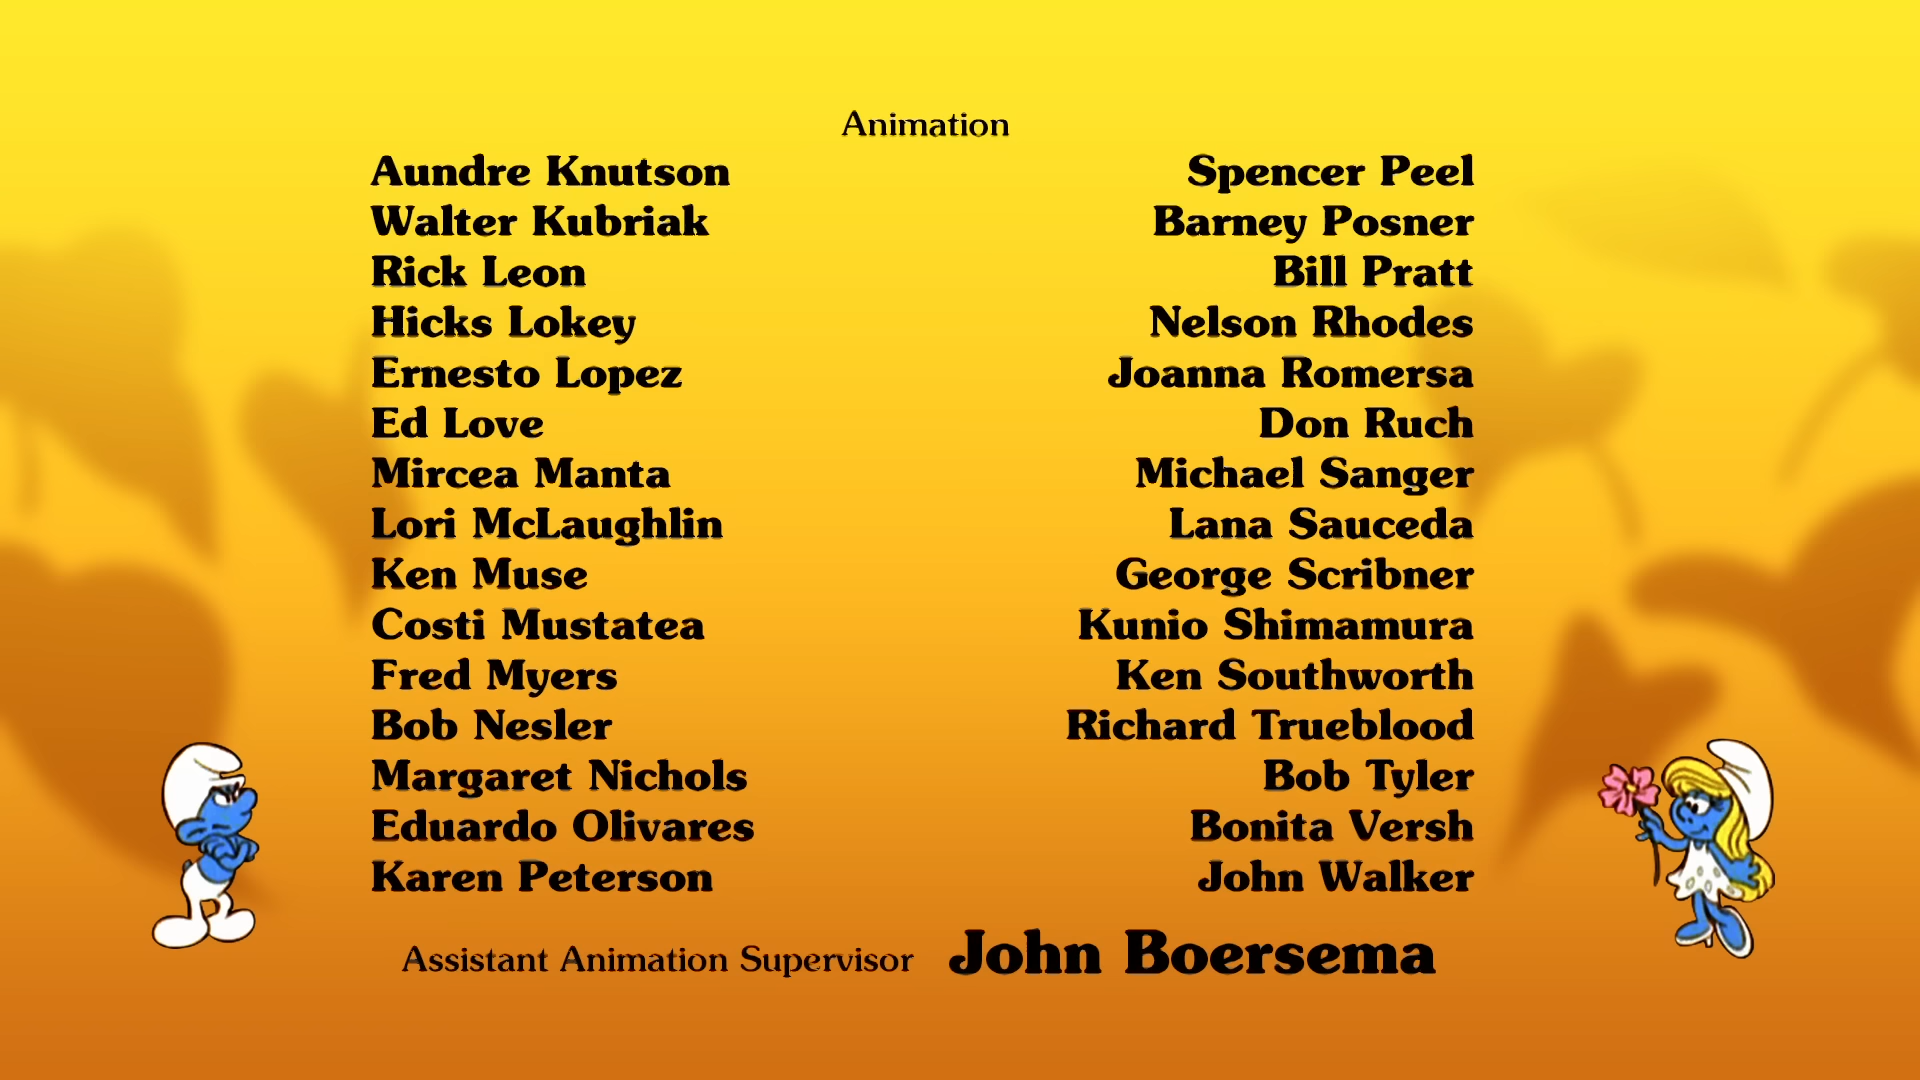 Animation
Aundre Knutson
Walter Kubriak
Rick Leon
Hicks Lokey
Ernesto Lopez
Ed Love
Mircea Manta
Lori McLaughlin
Ken Muse
Costi Mustatea
Fred Myers
Bob Nesler
Margaret Nichols
Eduardo Olivares
Karen Peterson
Spencer Peel
Barney Posner
Bill Pratt
Nelson Rhodes
Joanna Romersa
Don Ruch
Michael Sanger
Lana Sauceda
George Scribner
Kunio Shimamura
Ken Southworth
Richard Trueblood
Bob Tyler
Bonita Versh
John Walker
Assistant Animation Supervisor John Boersema